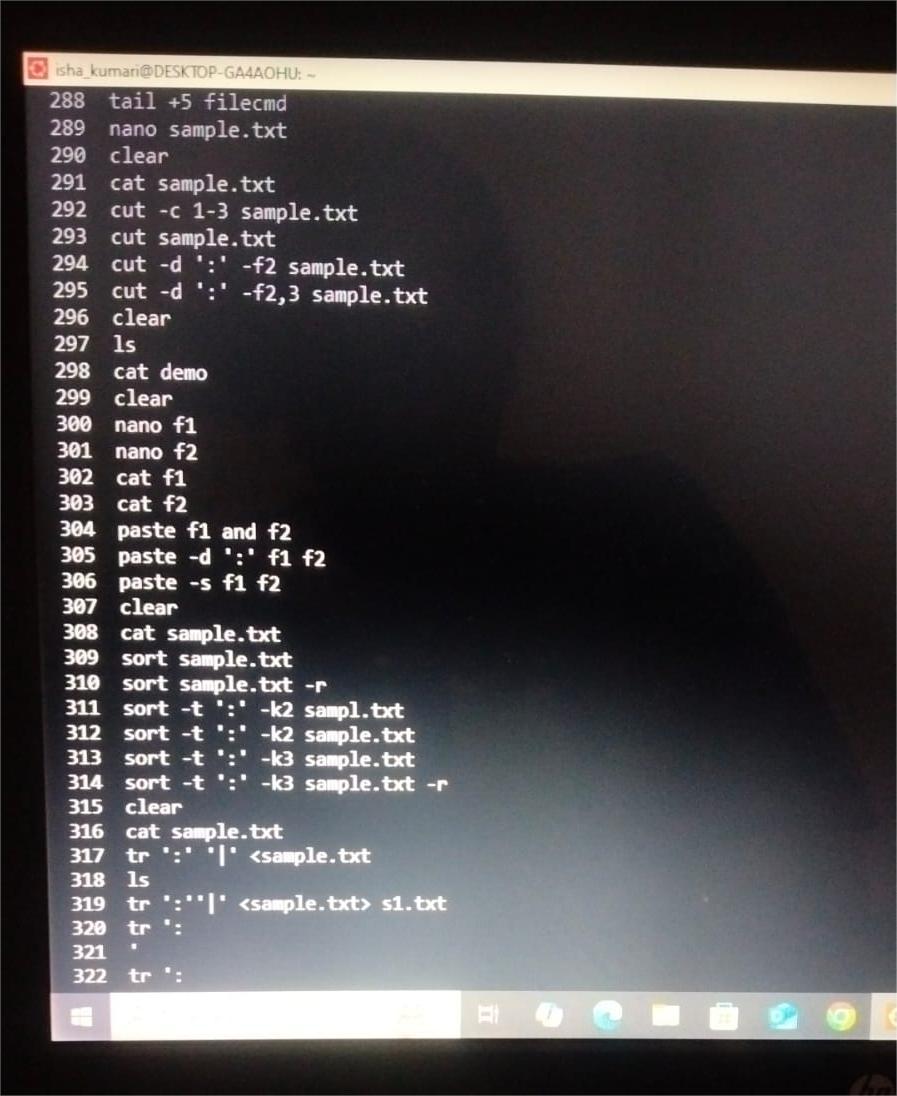 isha_kumari@DESKTOP-GA4AOHU: ~
288 tail +5 filecmd
289 nano sample.txt
290 clear
291 cat sample.txt
292 cut -c 1-3 sample.txt
293 cut sample.txt
294 cut -d ':' -f2 sample.txt
295 cut -d ':' -f2,3 sample.txt
296 clear
297 ls
298 cat demo
299 clear
300 nano f1
301 nano f2
302 cat f1
303 cat f2
304 paste f1 and f2
305 paste -d ':' f1 f2
306 paste -s f1 f2
307 clear
308 cat sample.txt
309 sort sample.txt
310 sort sample.txt -r
311 sort -t ':' -k2 sampl.txt
312 sort -t ':' -k2 sample.txt
313 sort -t ':' -k3 sample.txt
314 sort -t ':' -k3 sample.txt -r
315 clear
316 cat sample.txt
317 tr ':' '|' <sample.txt
318 ls
319 tr ':''|' <sample.txt> s1.txt
320 tr ':
321 '
322 tr ':
hp